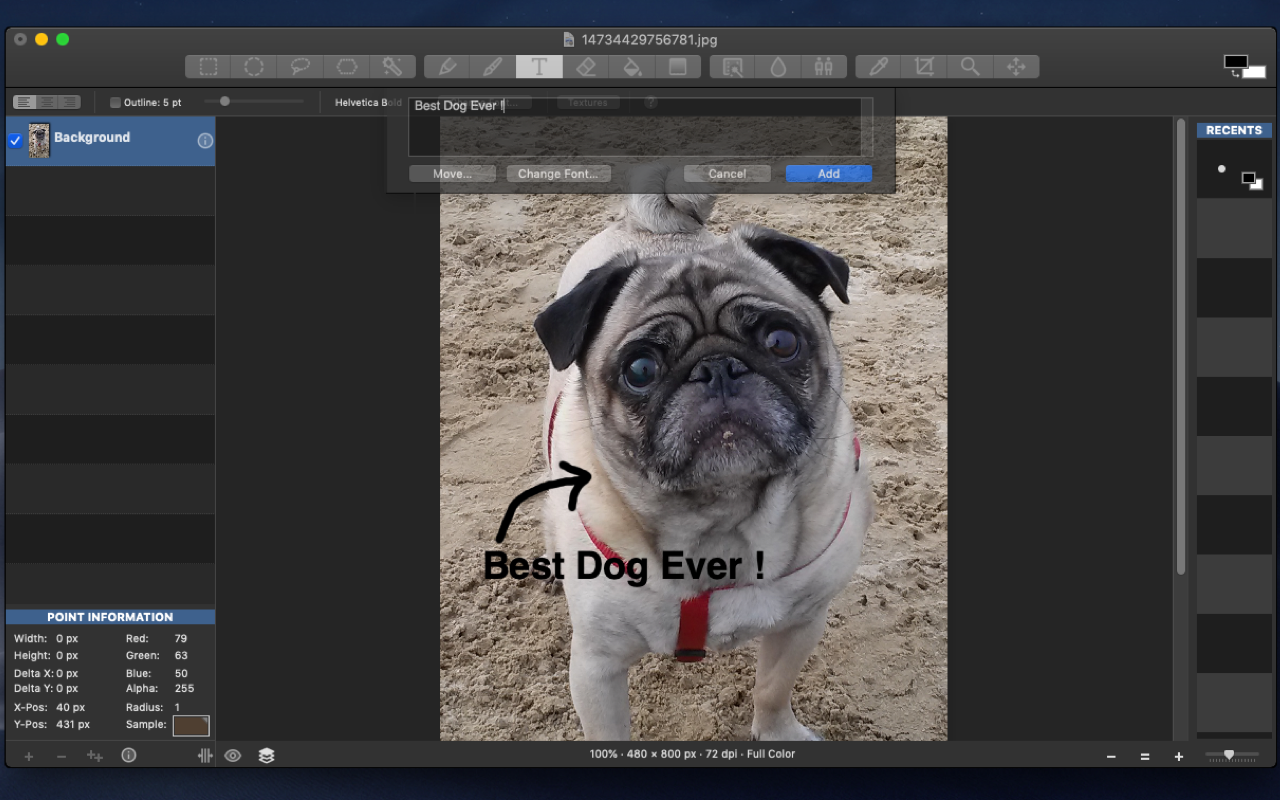 14734429756781.jpg
Outline: 5 pt
Helvetica Bold
Textures
?
Best Dog Ever !
Move...
Change Font...
Cancel
Add
Background
RECENTS
Best Dog Ever !
POINT INFORMATION
Width: 0 px Red: 79
Height: 0 px Green: 63
Delta X: 0 px Blue: 50
Delta Y: 0 px Alpha: 255
X-Pos: 40 px Radius: 1
Y-Pos: 431 px Sample:
100% · 480 × 800 px · 72 dpi · Full Color